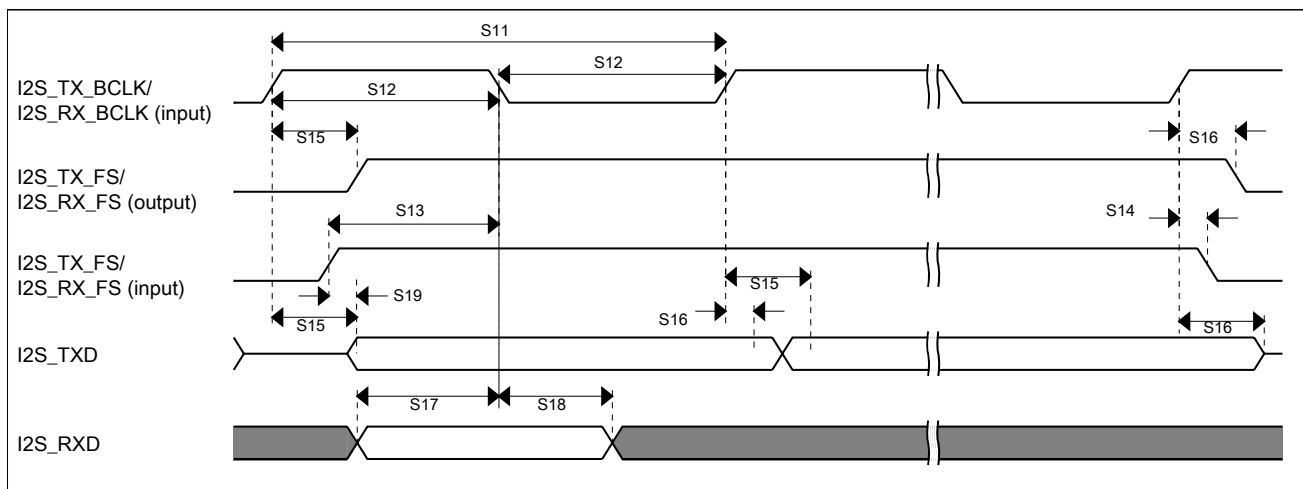 S11
S12
I2S_TX_BCLK/
I2S_RX_BCLK (input)
S12
S15
S16
I2S_TX_FS/
I2S_RX_FS (output)
S13
S14
I2S_TX_FS/
I2S_RX_FS (input)
S15
S19
S15
S16
S16
I2S_TXD
S17
S18
I2S_RXD